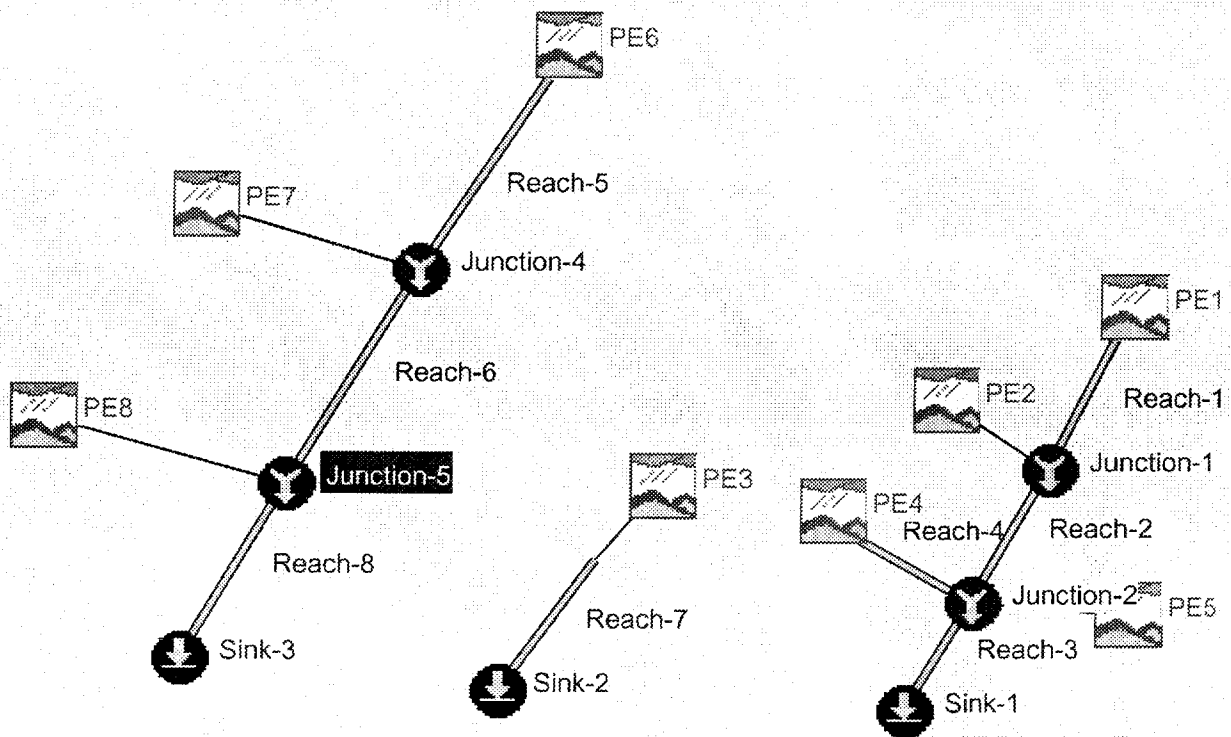 PE6
Reach-5
PE7
Junction-4
PE1
Reach-6
PE2
Reach-1
PE8
Junction-1
Junction-5
PE3
PE4
Reach-4
Reach-2
Reach-8
Junction-2
PE5
Reach-7
Reach-3
Sink-3
Sink-2
Sink-1